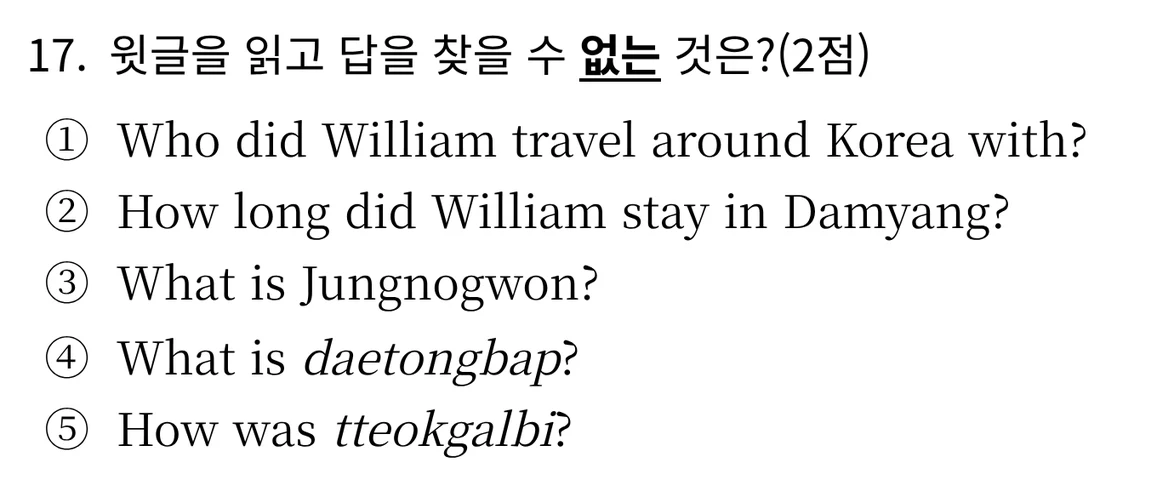 17. 윗글을 읽고 답을 찾을 수 없는 것은?(2점)
① Who did William travel around Korea with?
② How long did William stay in Damyang?
③ What is Jungnogwon?
④ What is daetongbap?
⑤ How was tteokgalbi?